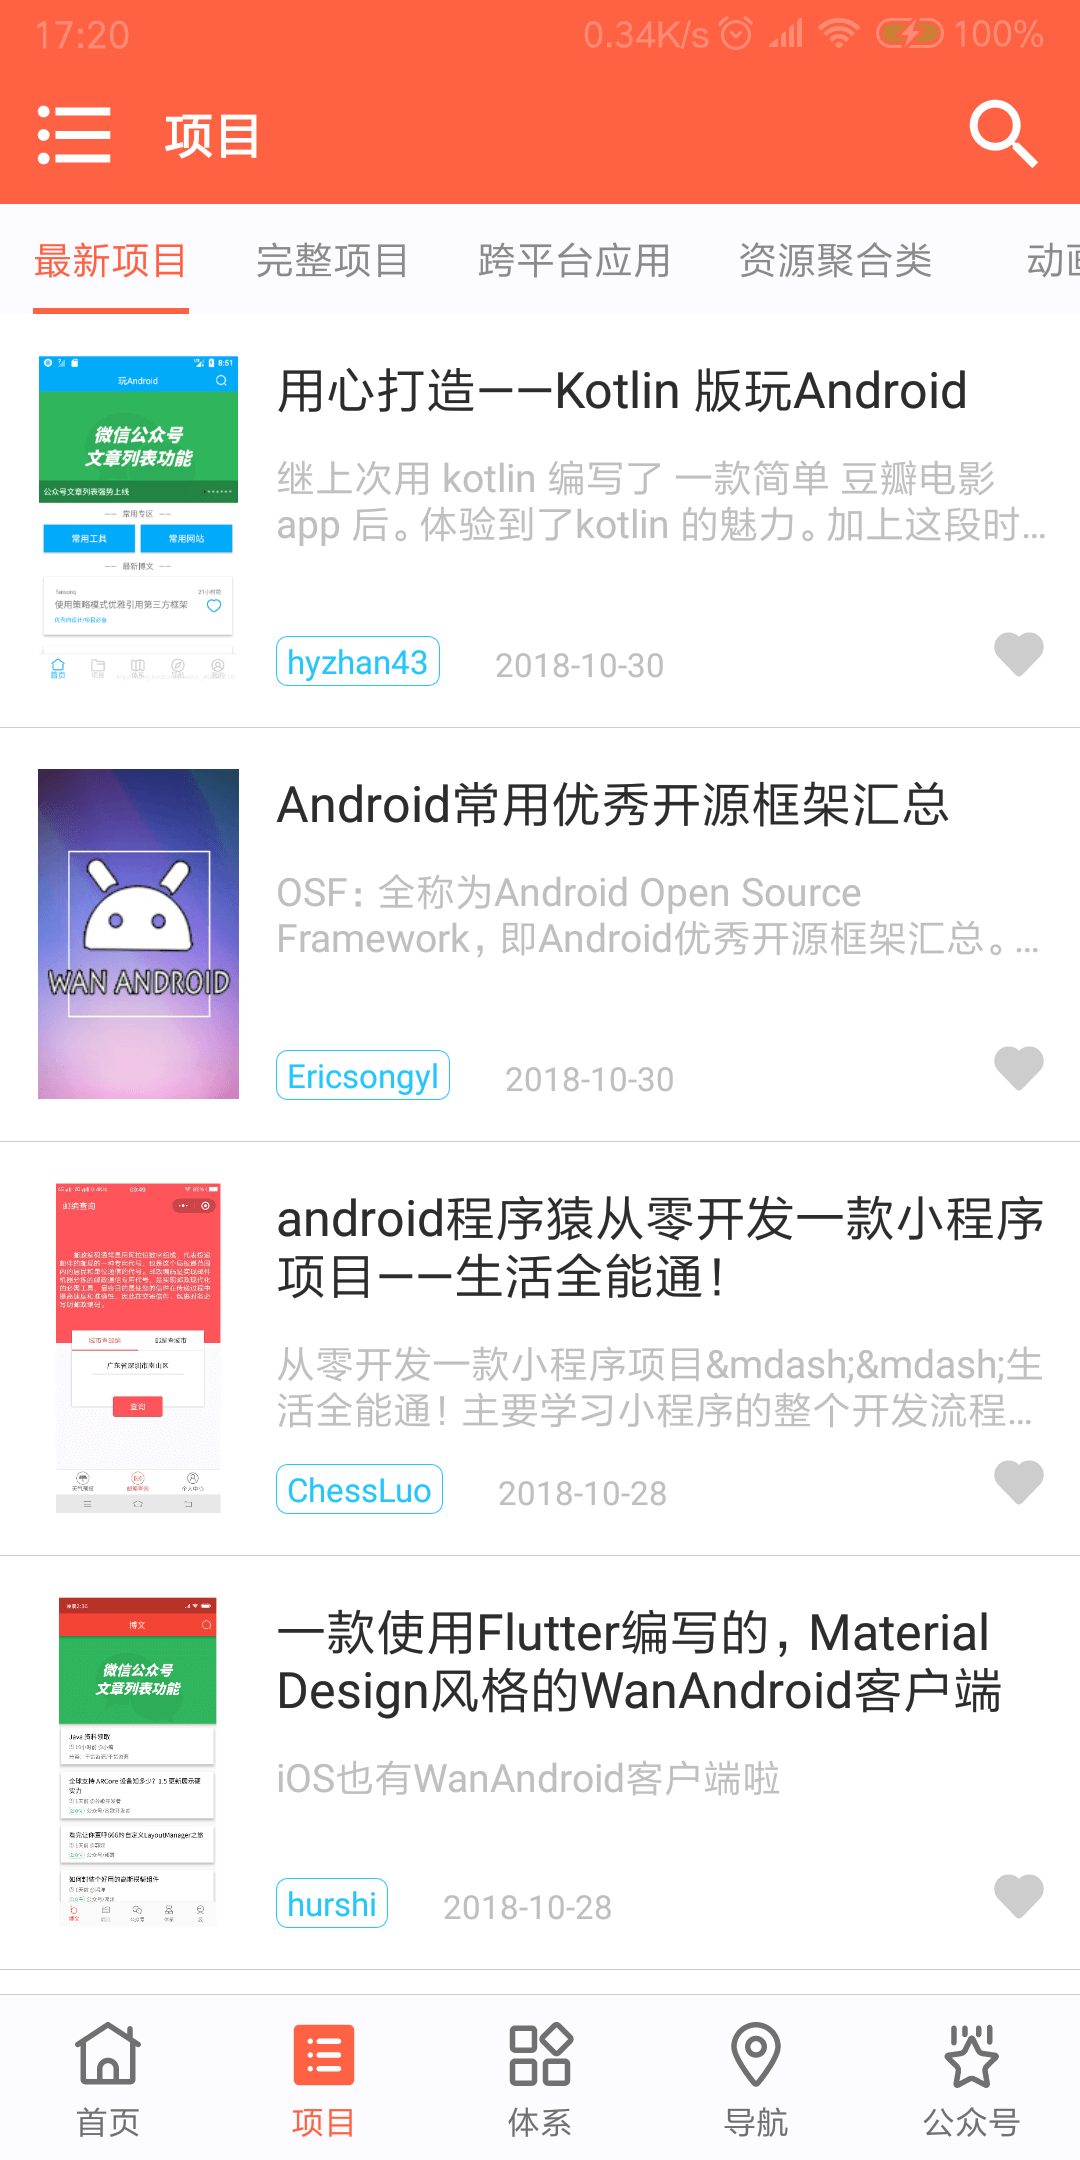 17:20
0.34K/s
100%
项目
最新项目
完整项目
跨平台应用
资源聚合类
8:51
玩Android
微信公众号
文章列表功能
公众号文章列表强势上线
常用专区
常用工具
常用网站
最新博文
使用策略模式优雅引用第三方框架
首页
用心打造——Kotlin 版玩Android
继上次用 kotlin 编写了 一款简单 豆瓣电影
app 后。体验到了kotlin 的魅力。加上这段时...
hyzhan43
2018-10-30
WAN ANDROID
Android常用优秀开源框架汇总
OSF：全称为Android Open Source
Framework，即Android优秀开源框架汇总。...
Ericsongyl
2018-10-30
09:49
邮编查询
广东省深圳市南山区
查询
android程序猿从零开发一款小程序
项目——生活全能通！
从零开发一款小程序项目&mdash;&mdash;生
活全能通！主要学习小程序的整个开发流程...
ChessLuo
2018-10-28
博文
微信公众号
文章列表功能
Java 资料领取
一款使用Flutter编写的，Material
Design风格的WanAndroid客户端
iOS也有WanAndroid客户端啦
hurshi
2018-10-28
首页
项目
体系
导航
公众号